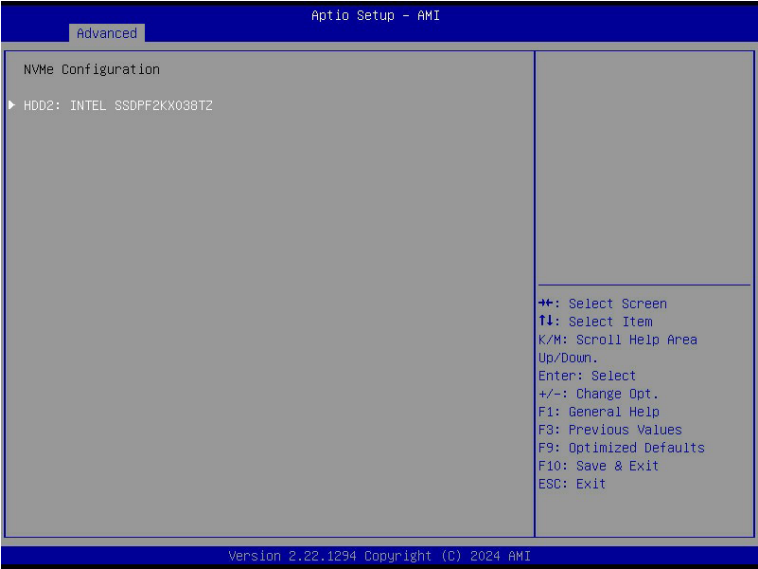 Aptio Setup – AMI
Advanced
NVMe Configuration
▶ HDD2: INTEL SSDPF2KX038TZ
→←: Select Screen
↑↓: Select Item
K/M: Scroll Help Area
Up/Down.
Enter: Select
+/-: Change Opt.
F1: General Help
F3: Previous Values
F9: Optimized Defaults
F10: Save & Exit
ESC: Exit
Version 2.22.1294 Copyright (C) 2024 AMI